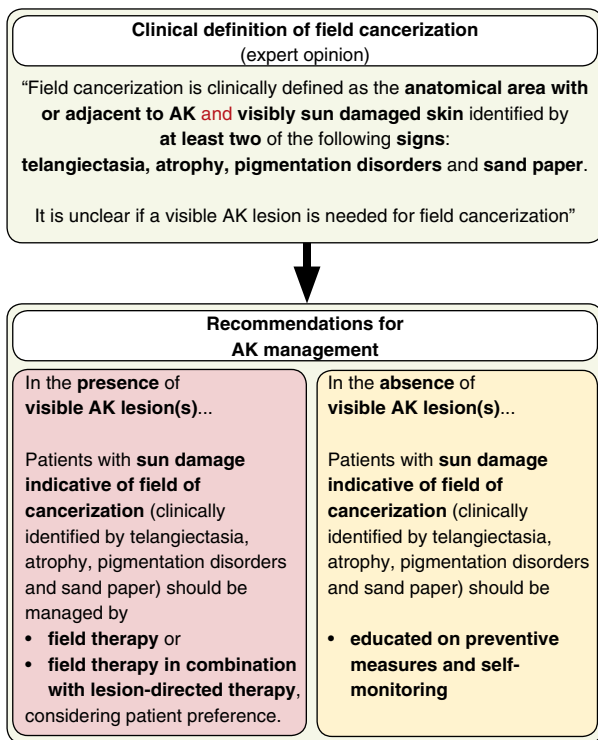 Clinical definition of field cancerization
(expert opinion)
“Field cancerization is clinically defined as the anatomical area with
or adjacent to AK and visibly sun damaged skin identified by
at least two of the following signs:
telangiectasia, atrophy, pigmentation disorders and sand paper.
It is unclear if a visible AK lesion is needed for field cancerization”
Recommendations for
AK management
In the presence of
visible AK lesion(s)...
Patients with sun damage
indicative of field of
cancerization (clinically
identified by telangiectasia,
atrophy, pigmentation disorders
and sand paper) should be
managed by
• field therapy or
• field therapy in combination
with lesion-directed therapy,
considering patient preference.
In the absence of
visible AK lesion(s)...
Patients with sun damage
indicative of field of
cancerization (clinically
identified by telangiectasia,
atrophy, pigmentation disorders
and sand paper) should be
• educated on preventive
measures and self-
monitoring